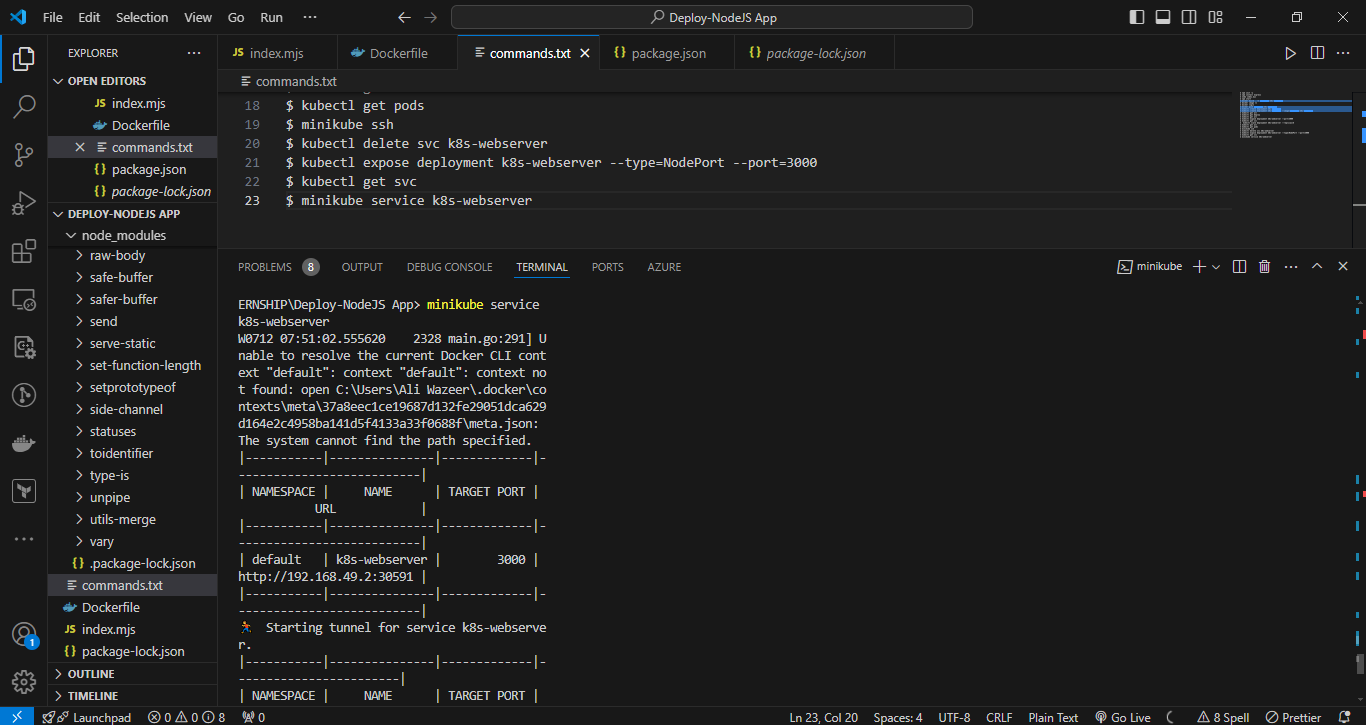 File Edit Selection View Go Run ··· Deploy-NodeJS App
EXPLORER ···
OPEN EDITORS
JS index.mjs
Dockerfile
commands.txt
{} package.json
{} package-lock.json
DEPLOY-NODEJS APP
node_modules
raw-body
safe-buffer
safer-buffer
send
serve-static
set-function-length
setprototypeof
side-channel
statuses
toidentifier
type-is
unpipe
utils-merge
vary
{} .package-lock.json
commands.txt
Dockerfile
JS index.mjs
{} package-lock.json
OUTLINE
TIMELINE
JS index.mjs Dockerfile commands.txt {} package.json {} package-lock.json
commands.txt
18 $ kubectl get pods
19 $ minikube ssh
20 $ kubectl delete svc k8s-webserver
21 $ kubectl expose deployment k8s-webserver --type=NodePort --port=3000
22 $ kubectl get svc
23 $ minikube service k8s-webserver
PROBLEMS 8 OUTPUT DEBUG CONSOLE TERMINAL PORTS AZURE minikube
ERNSHIP\Deploy-NodeJS App> minikube service
k8s-webserver
W0712 07:51:02.555620    2328 main.go:291] U
nable to resolve the current Docker CLI cont
ext "default": context "default": context no
t found: open C:\Users\Ali Wazeer\.docker\co
ntexts\meta\37a8eec1ce19687d132fe29051dca629
d164e2c4958ba141d5f4133a33f0688f\meta.json:
The system cannot find the path specified.
|-----------|---------------|-------------|-
--------------------------|
| NAMESPACE |     NAME      | TARGET PORT |
           URL            |
|-----------|---------------|-------------|-
--------------------------|
| default   | k8s-webserver |        3000 |
http://192.168.49.2:30591 |
|-----------|---------------|-------------|-
--------------------------|
🏃  Starting tunnel for service k8s-webserve
r.
|-----------|---------------|-------------|-
-----------------------|
| NAMESPACE |     NAME      | TARGET PORT |
1
Launchpad 0 0 8 0 Ln 23, Col 20 Spaces: 4 UTF-8 CRLF Plain Text Go Live 8 Spell Prettier